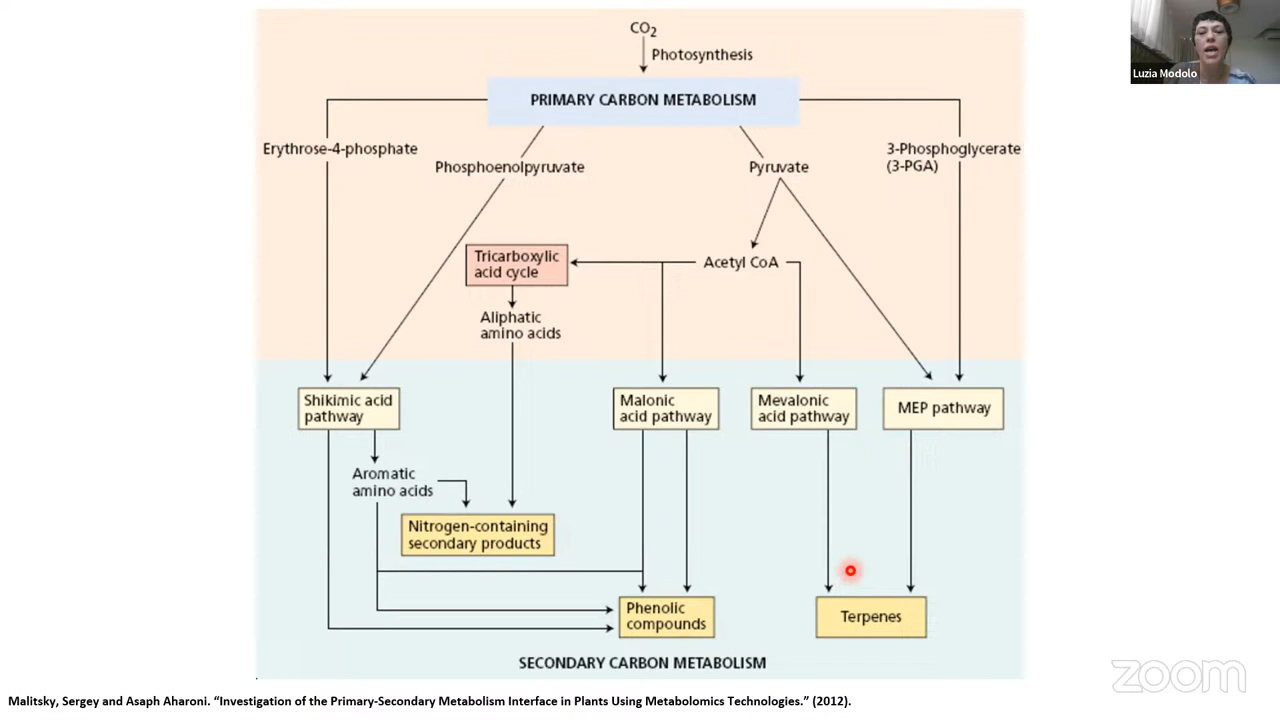 CO2
Photosynthesis
PRIMARY CARBON METABOLISM
Erythrose-4-phosphate
Phosphoenolpyruvate
Pyruvate
3-Phosphoglycerate
(3-PGA)
Tricarboxylic
acid cycle
Acetyl CoA
Aliphatic
amino acids
Shikimic acid
pathway
Malonic
acid pathway
Mevalonic
acid pathway
MEP pathway
Aromatic
amino acids
Nitrogen-containing
secondary products
Phenolic
compounds
Terpenes
SECONDARY CARBON METABOLISM
Luzia Modolo
zoom
Malitsky, Sergey and Asaph Aharoni. “Investigation of the Primary-Secondary Metabolism Interface in Plants Using Metabolomics Technologies.” (2012).